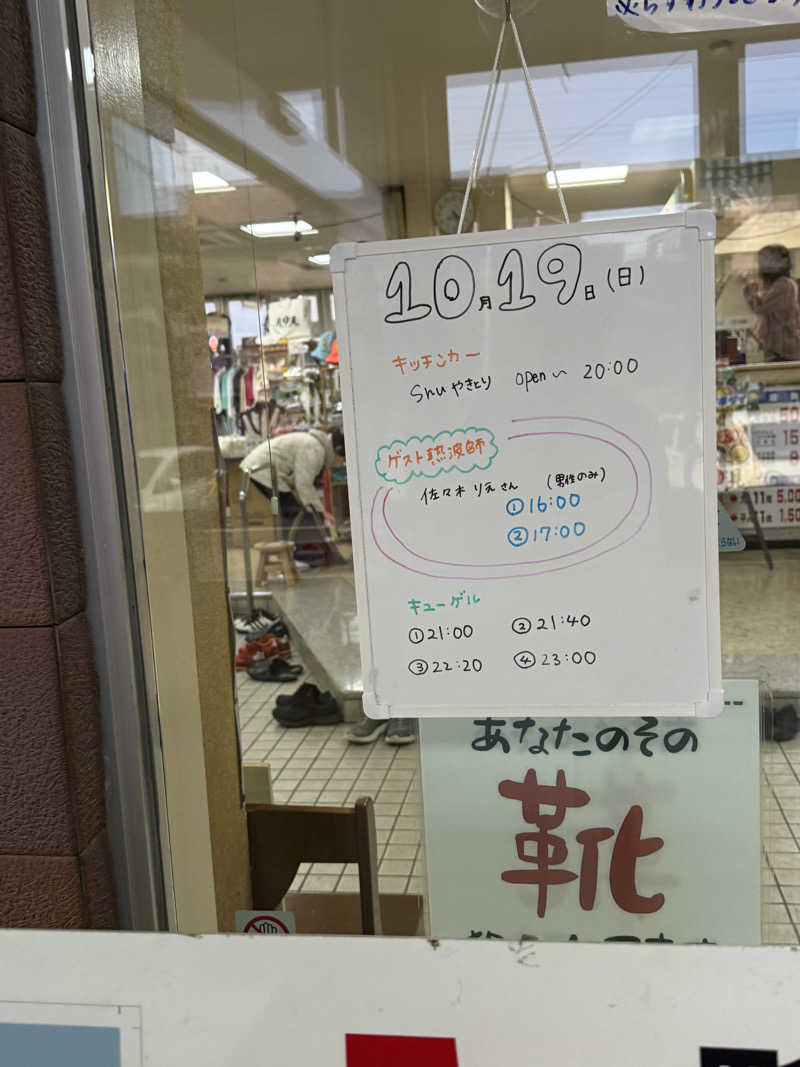 10月19日(日)
キッチンカー
Shuやきとり open〜 20:00
ゲスト熱波師
佐々木 りえさん (男性のみ)
①16:00
②17:00
キューゲル
①21:00 ②21:40
③22:20 ④23:00
あなたのその
靴